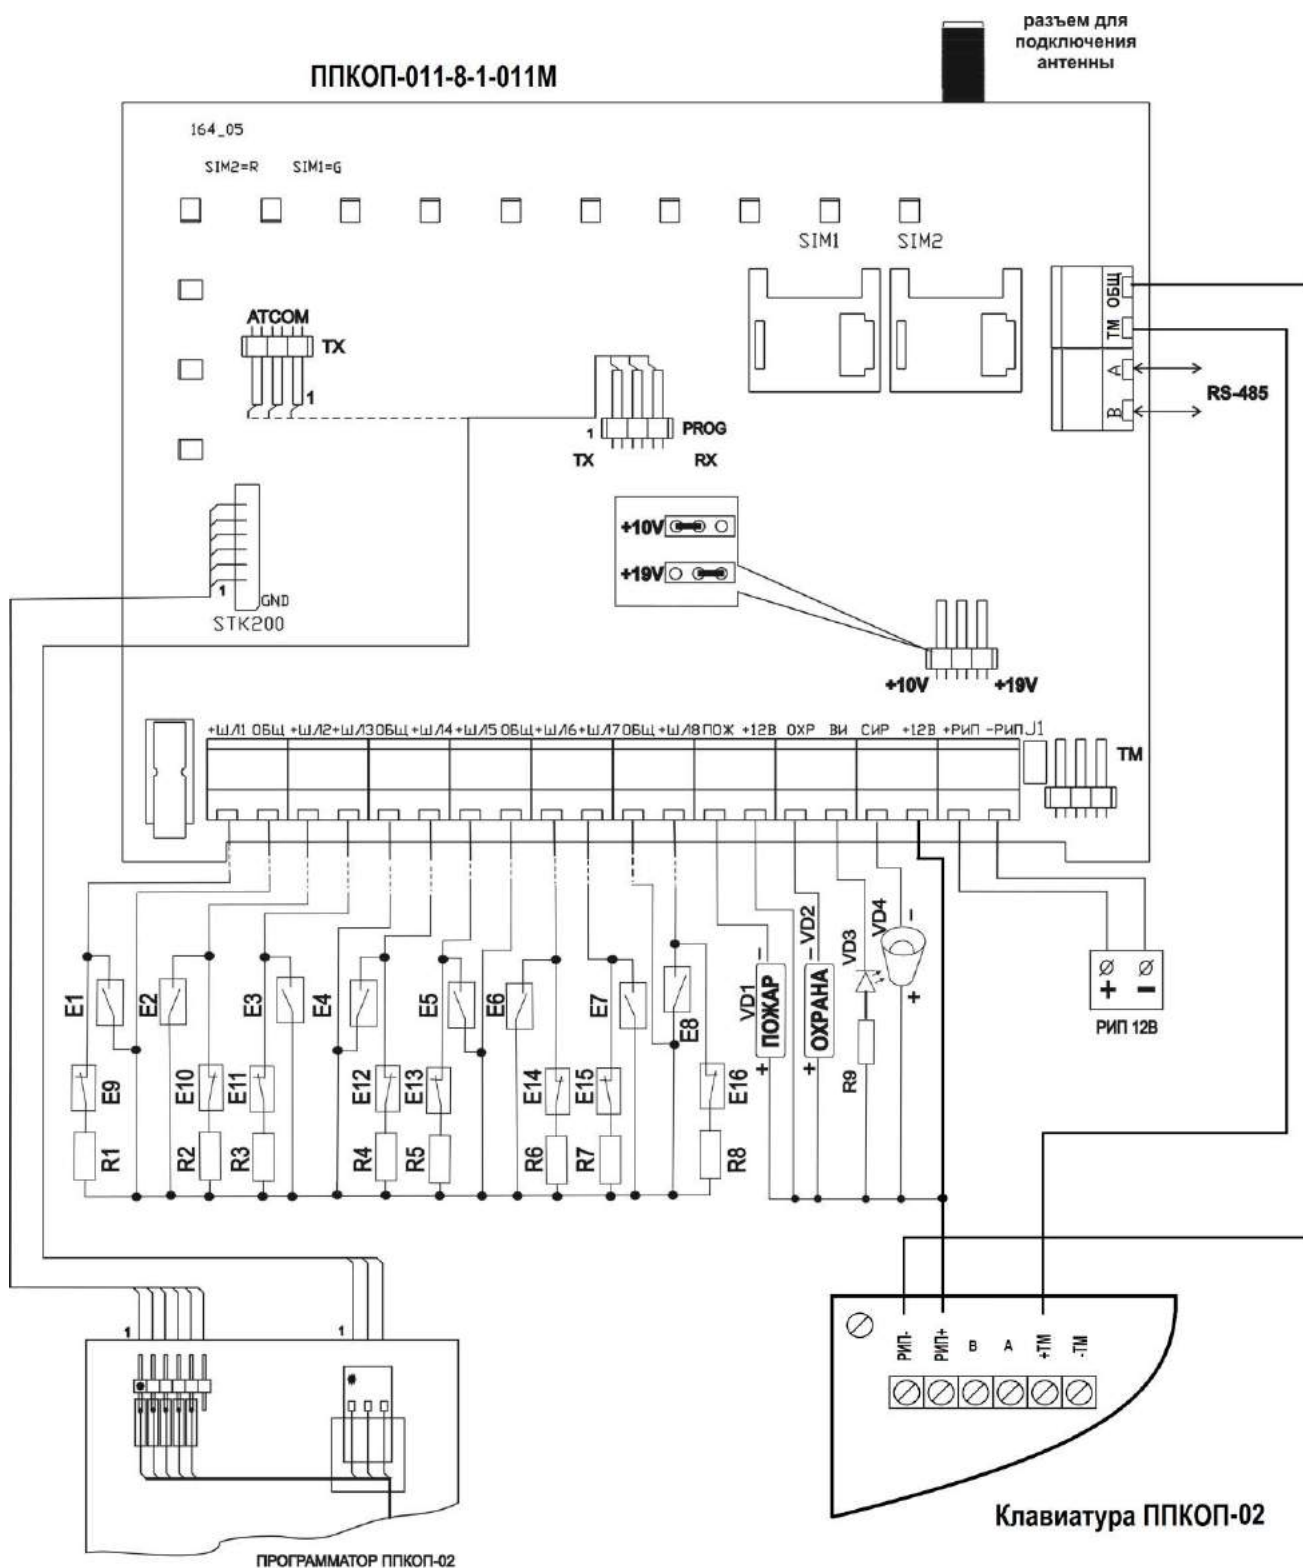 разъем для
подключения
антенны
ППКОП-011-8-1-011М
164_05
SIM2=R SIM1=G
SIM1 SIM2
ОБЩ
ТМ
A
B
RS-485
ATCOM
TX
1
1
PROG
TX RX
+10V
+19V
1
GND
STK200
+10V +19V
+ШЛ1 ОБЩ +ШЛ2 +ШЛ3 ОБЩ +ШЛ4 +ШЛ5 ОБЩ +ШЛ6 +ШЛ7 ОБЩ +ШЛ8 ПОЖ +12В ОХР ВИ СИР +12В +РИП -РИП J1
ТМ
E1 E2 E3 E4 E5 E6 E7 E8
VD1 - ПОЖАР +
VD2 - ОХРАНА +
VD3
VD4 - +
R9
+ −
РИП 12В
E9 E10 E11 E12 E13 E14 E15 E16
R1 R2 R3 R4 R5 R6 R7 R8
1 1
РИП- РИП+ B A +ТМ -ТМ
Клавиатура ППКОП-02
ПРОГРАММАТОР ППКОП-02